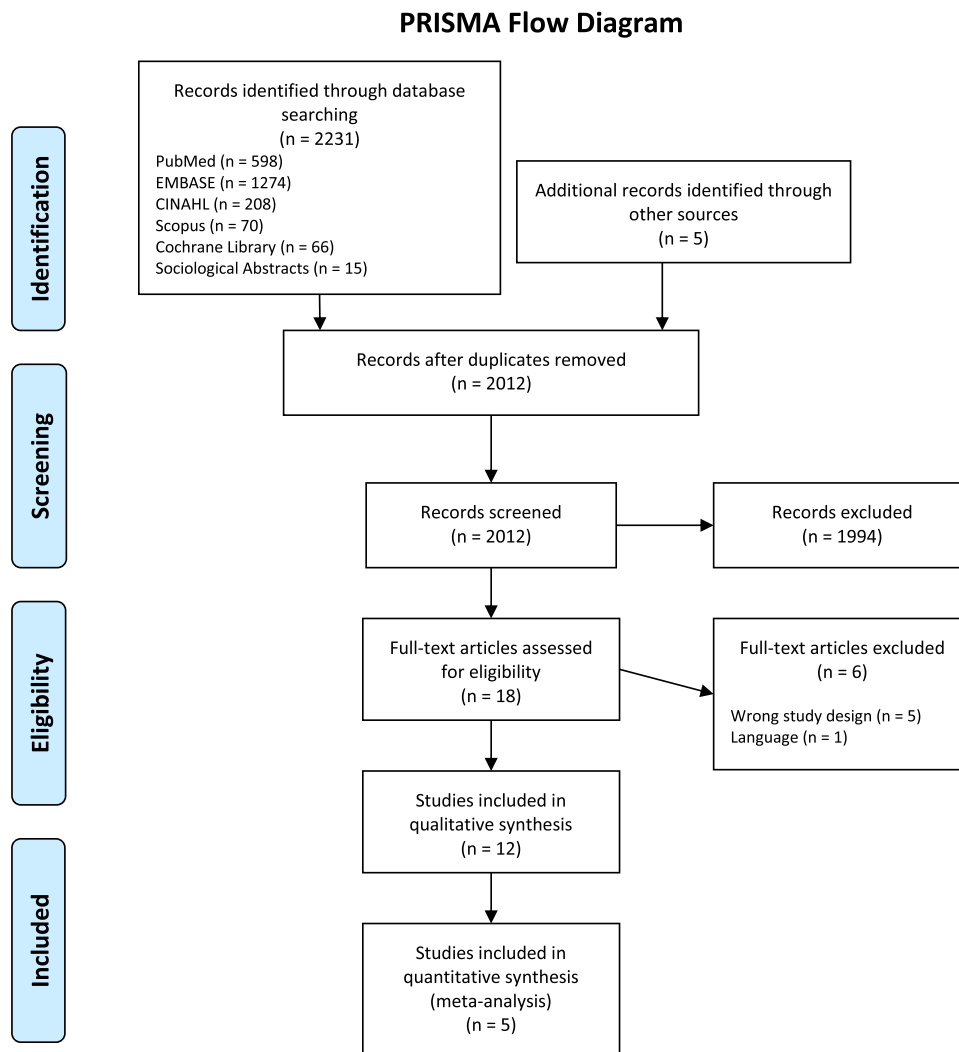 PRISMA Flow Diagram
Identification
Records identified through database
searching
(n = 2231)
PubMed (n = 598)
EMBASE (n = 1274)
CINAHL (n = 208)
Scopus (n = 70)
Cochrane Library (n = 66)
Sociological Abstracts (n = 15)
Additional records identified through
other sources
(n = 5)
Records after duplicates removed
(n = 2012)
Screening
Records screened
(n = 2012)
Records excluded
(n = 1994)
Eligibility
Full-text articles assessed
for eligibility
(n = 18)
Full-text articles excluded
(n = 6)
Wrong study design (n = 5)
Language (n = 1)
Studies included in
qualitative synthesis
(n = 12)
Included
Studies included in
quantitative synthesis
(meta-analysis)
(n = 5)